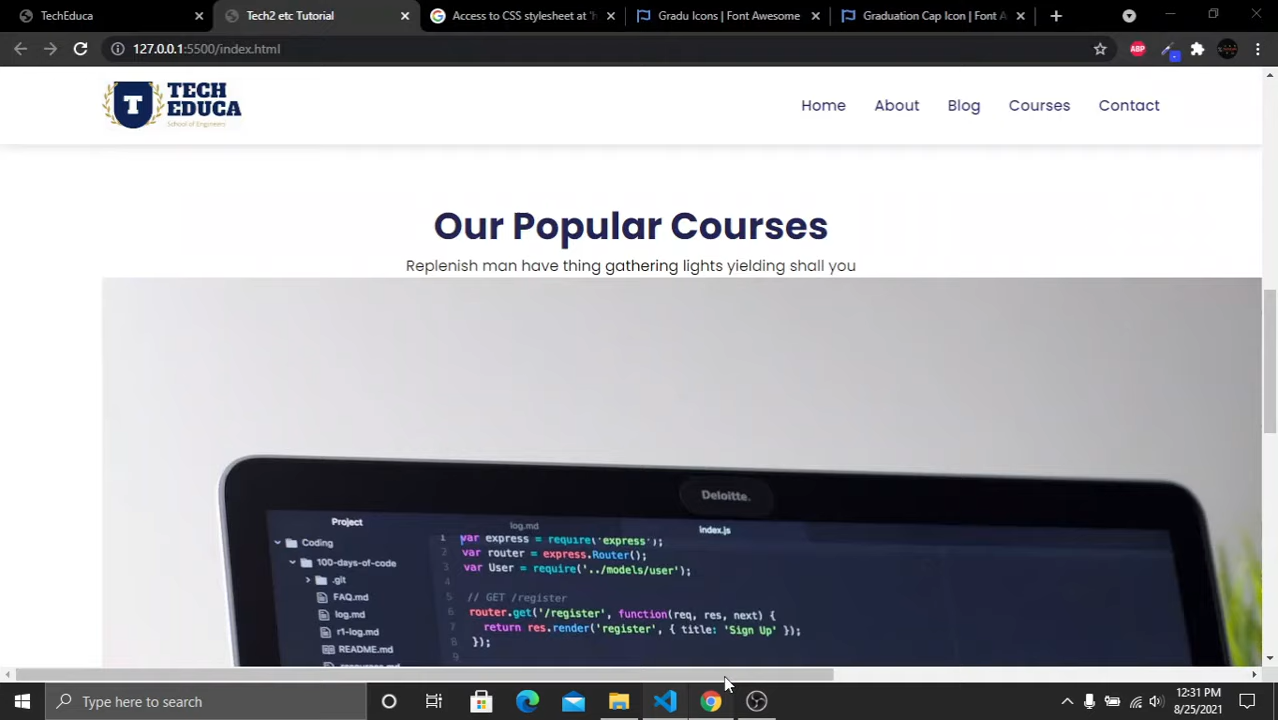 TechEduca
Tech2 etc Tutorial
Access to CSS stylesheet at 'h
Gradu Icons | Font Awesome
Graduation Cap Icon | Font A
127.0.0.1:5500/index.html
ABP
T
TECH
EDUCA
School of Engineers
Home
About
Blog
Courses
Contact
Our Popular Courses
Replenish man have thing gathering lights yielding shall you
Deloitte.
Project
log.md
index.js
Coding
100-days-of-code
.git
FAQ.md
log.md
r1-log.md
README.md
1 var express = require('express');
2 var router = express.Router();
3 var User = require('../models/user');
4
5 // GET /register
6 router.get('/register', function(req, res, next) {
7 return res.render('register', { title: 'Sign Up' });
8 });
9
Type here to search
12:31 PM
8/25/2021